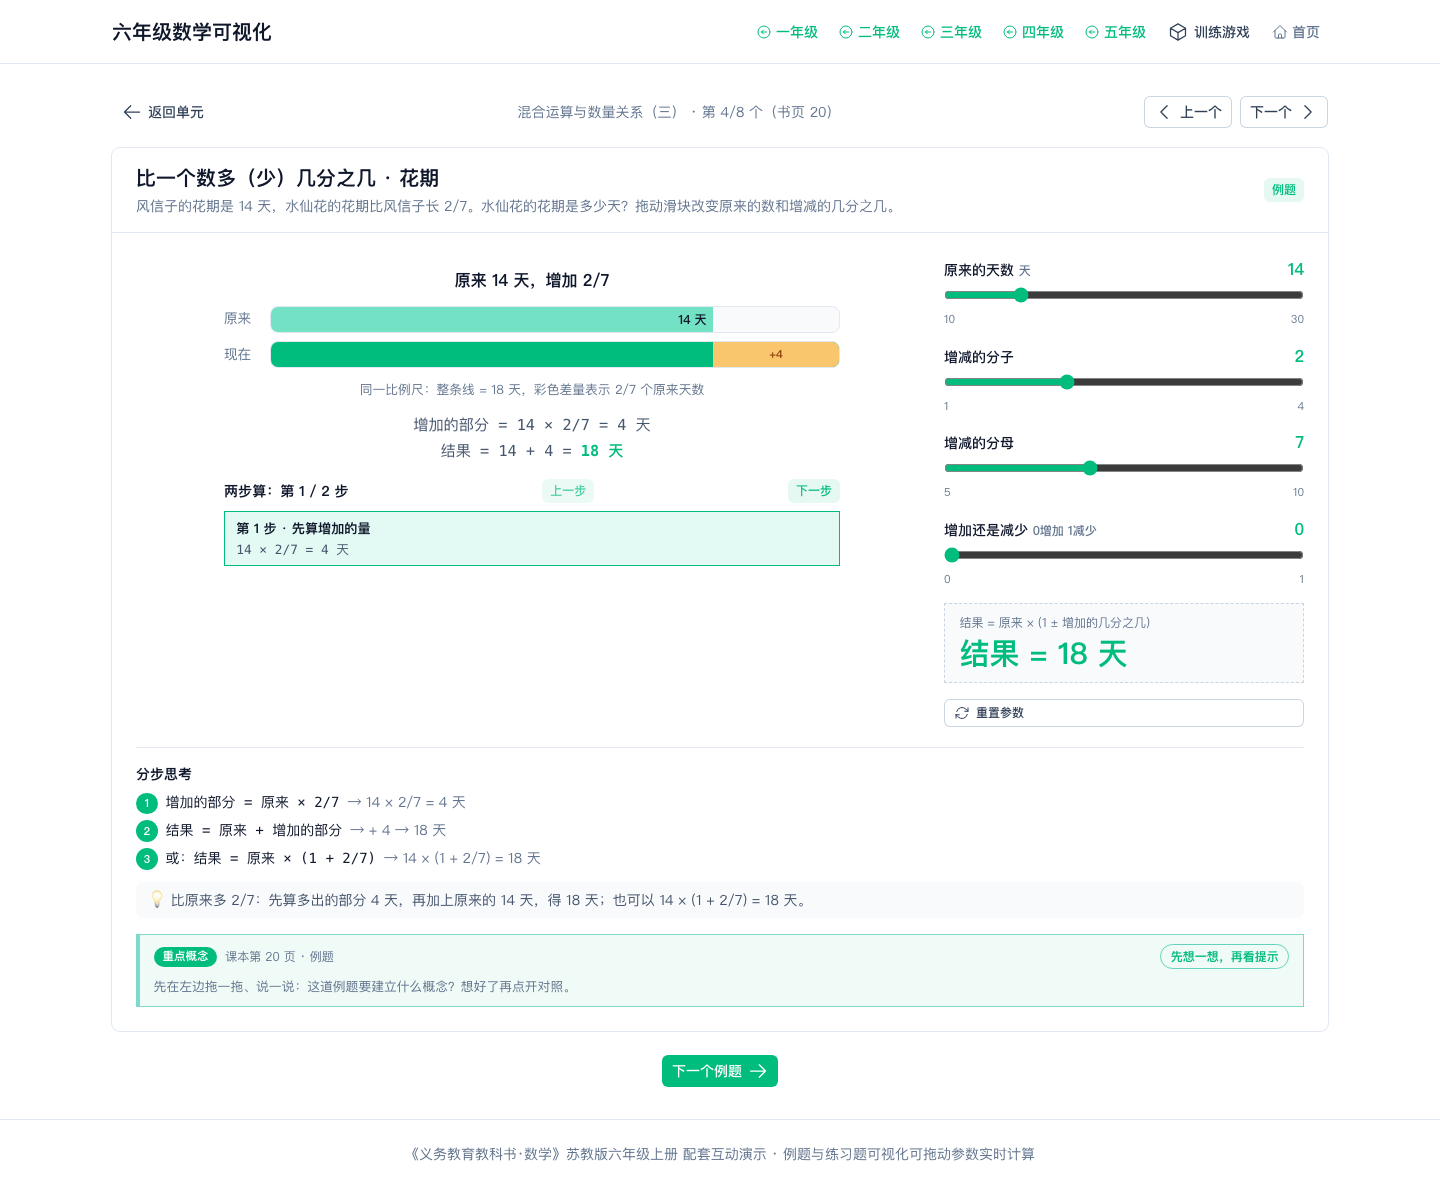 六年级数学可视化
一年级 二年级 三年级 四年级 五年级 训练游戏 首页
返回单元
混合运算与数量关系（三） · 第 4/8 个（书页 20）
上一个 下一个
比一个数多（少）几分之几 · 花期
风信子的花期是 14 天，水仙花的花期比风信子长 2/7。水仙花的花期是多少天？拖动滑块改变原来的数和增减的几分之几。
例题
原来 14 天，增加 2/7
原来 14 天
现在 +4
同一比例尺：整条线 = 18 天，彩色差量表示 2/7 个原来天数
增加的部分 = 14 × 2/7 = 4 天
结果 = 14 + 4 = 18 天
两步算：第 1 / 2 步 上一步 下一步
第 1 步 · 先算增加的量
14 × 2/7 = 4 天
原来的天数 天 14
10 30
增减的分子 2
1 4
增减的分母 7
5 10
增加还是减少 0增加 1减少 0
0 1
结果 = 原来 × (1 ± 增加的几分之几)
结果 = 18 天
重置参数
分步思考
1 增加的部分 = 原来 × 2/7 → 14 × 2/7 = 4 天
2 结果 = 原来 + 增加的部分 → + 4 → 18 天
3 或：结果 = 原来 × (1 + 2/7) → 14 × (1 + 2/7) = 18 天
比原来多 2/7：先算多出的部分 4 天，再加上原来的 14 天，得 18 天；也可以 14 × (1 + 2/7) = 18 天。
重点概念 课本第 20 页 · 例题 先想一想，再看提示
先在左边拖一拖、说一说：这道例题要建立什么概念？想好了再点开对照。
下一个例题
《义务教育教科书·数学》苏教版六年级上册 配套互动演示 · 例题与练习题可视化可拖动参数实时计算